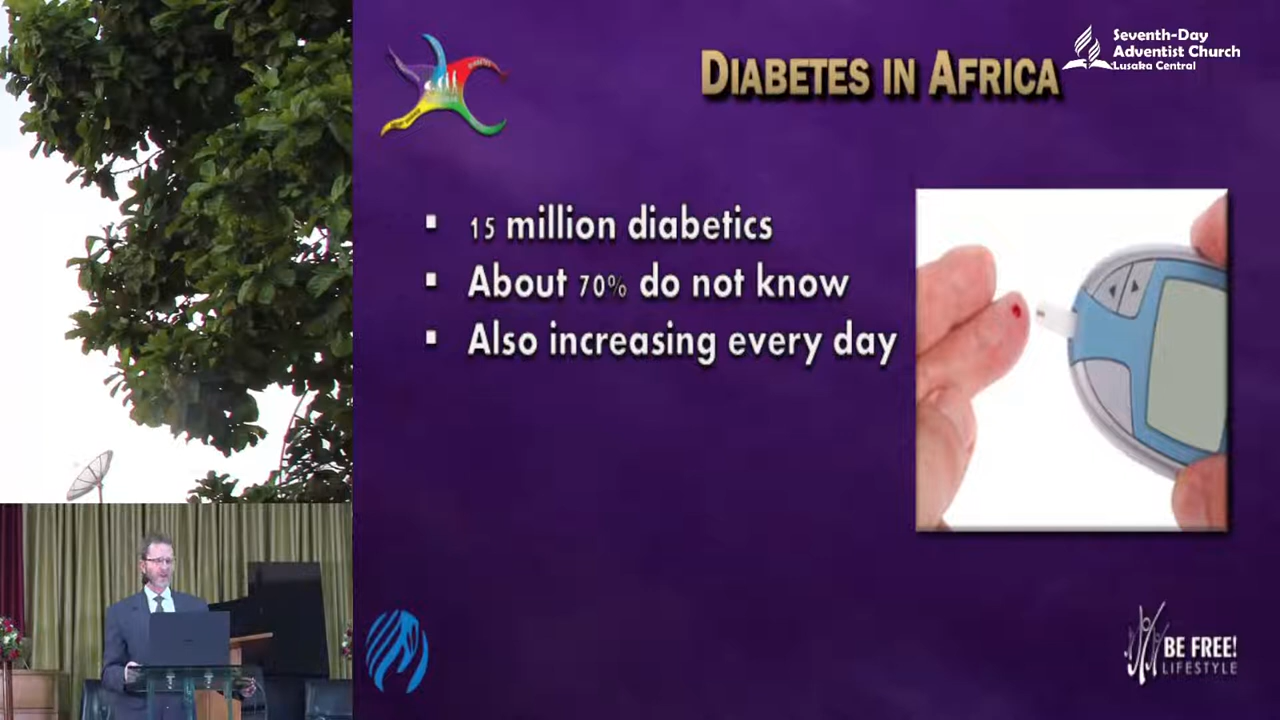 Seventh-Day
Adventist Church
Lusaka Central
DIABETES IN AFRICA
▪ 15 million diabetics
▪ About 70% do not know
▪ Also increasing every day
BE FREE!
LIFESTYLE